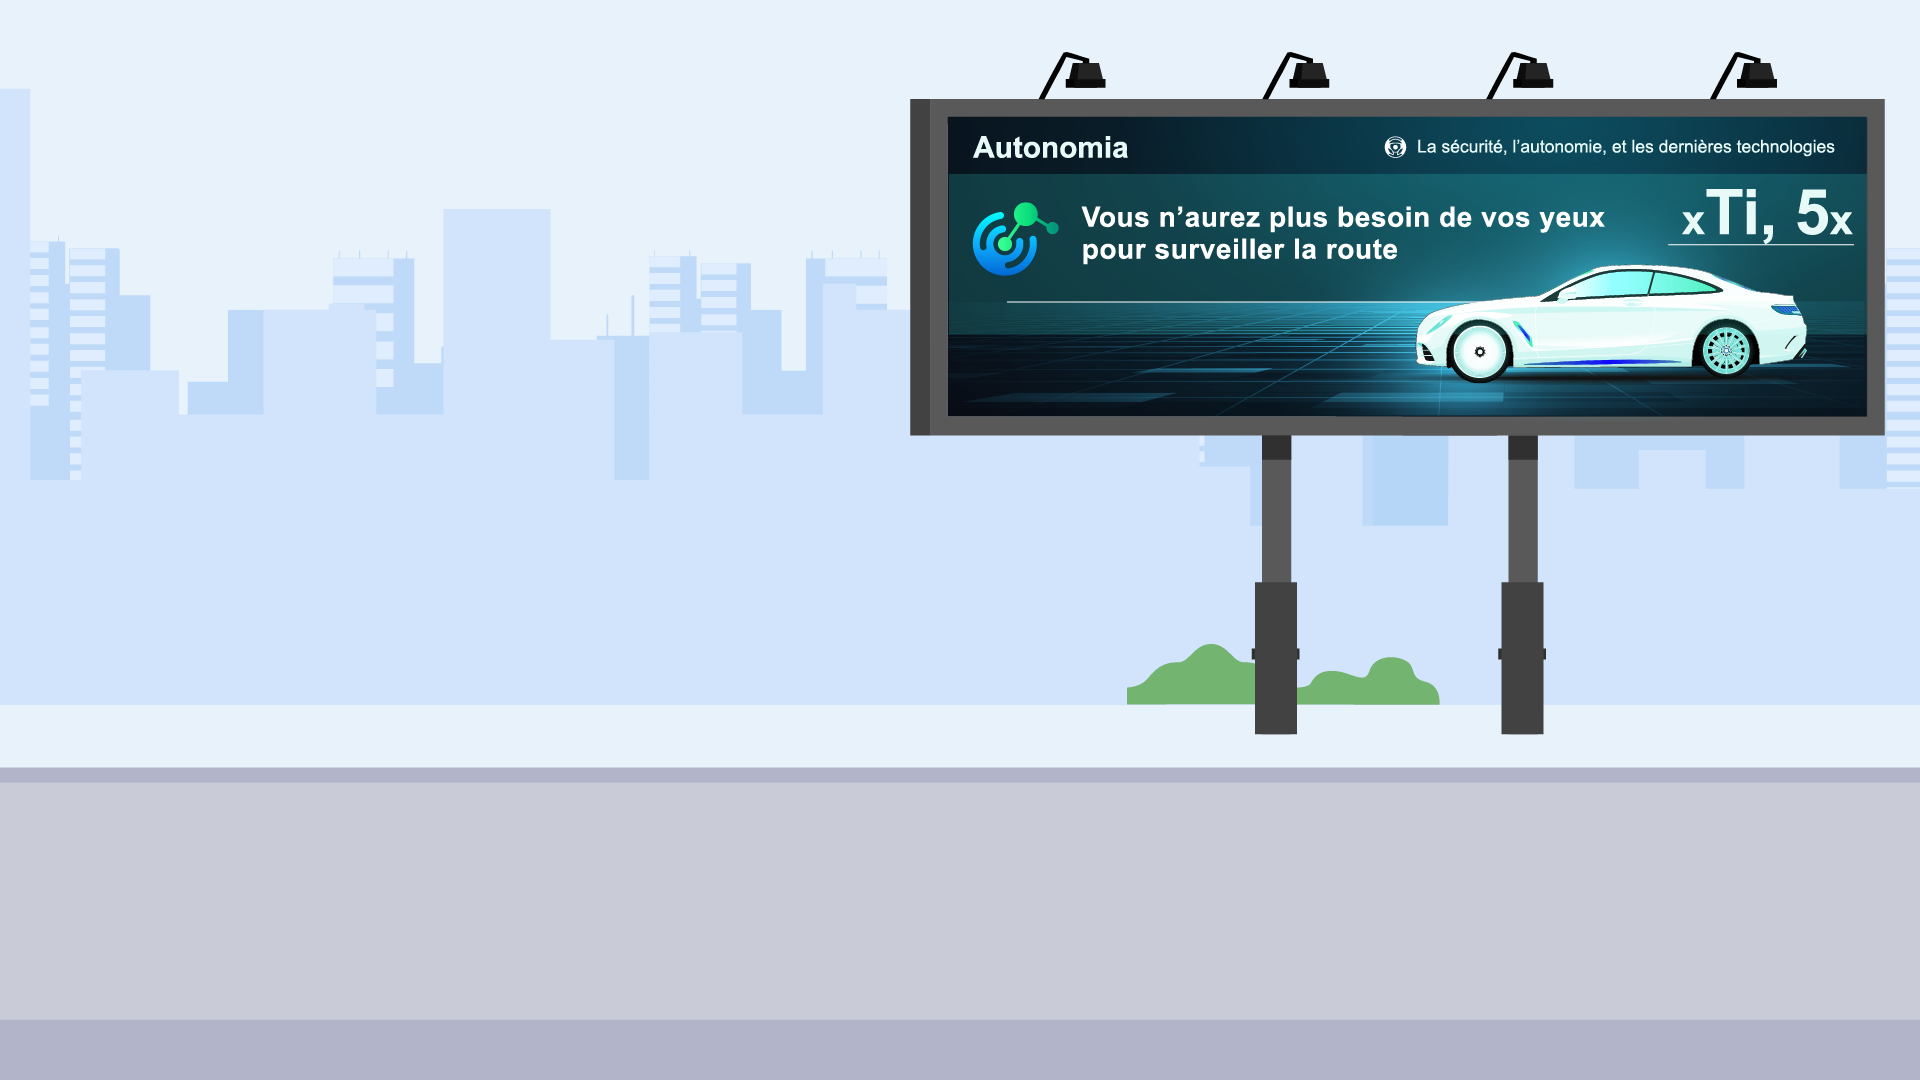 Autonomia
La sécurité, l’autonomie, et les dernières technologies
Vous n’aurez plus besoin de vos yeux
pour surveiller la route
xTi, 5x